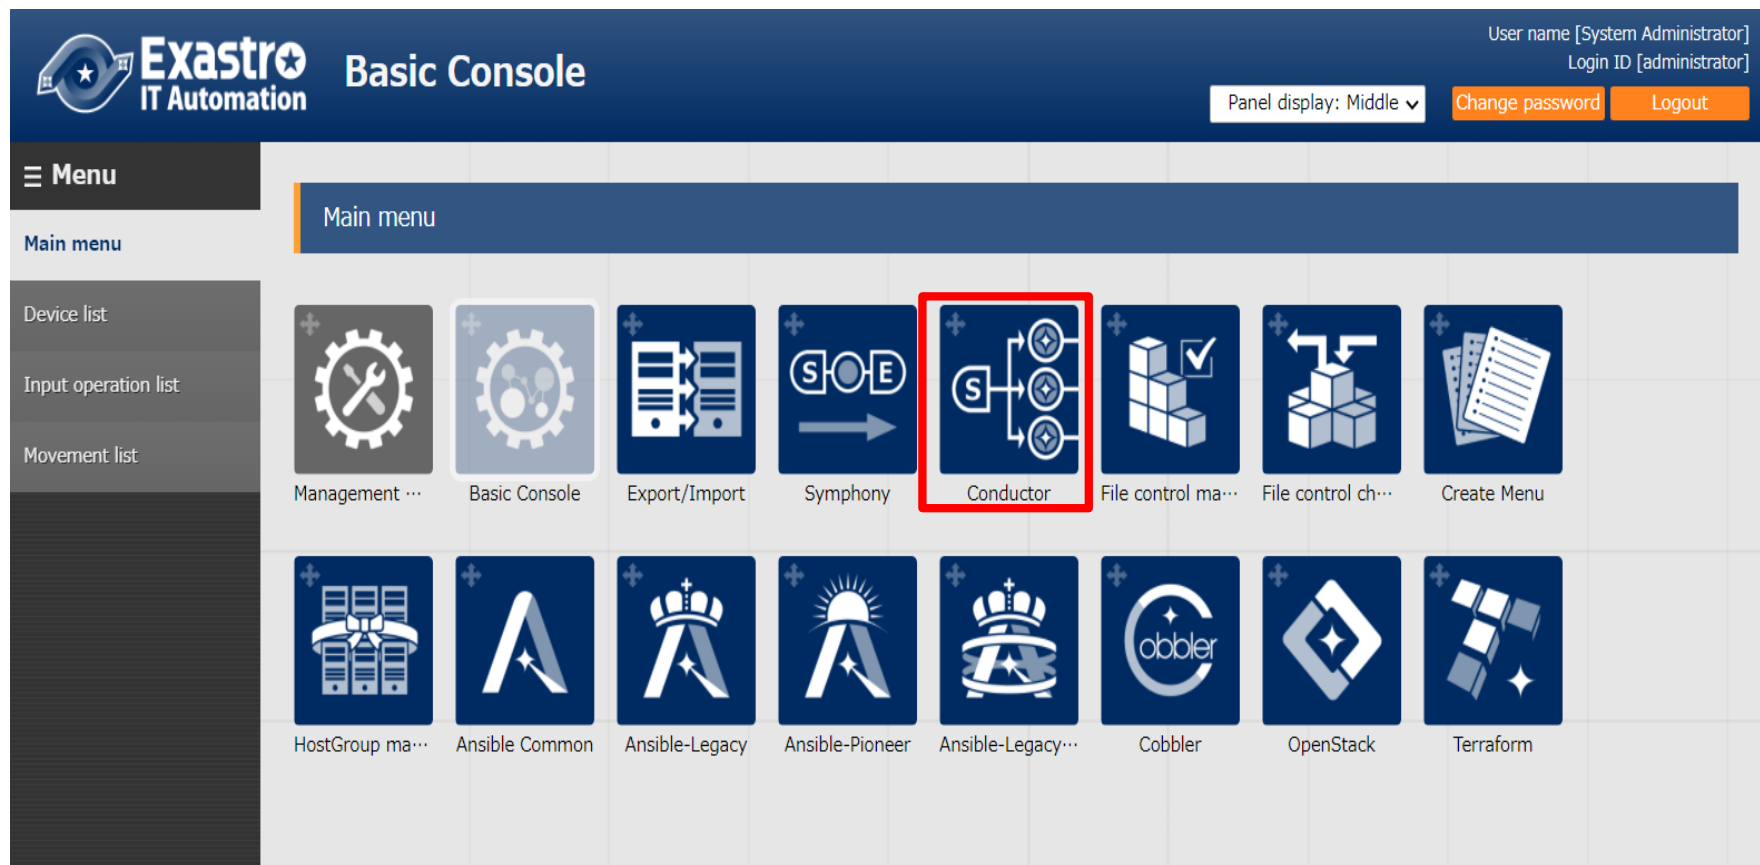 Exastro
IT Automation
Basic Console
User name [System Administrator]
Login ID [administrator]
Panel display: Middle
Change password
Logout
Menu
Main menu
Device list
Input operation list
Movement list
Main menu
S O E
S
Management ···
Basic Console
Export/Import
Symphony
Conductor
File control ma···
File control ch···
Create Menu
Cobbler
HostGroup ma···
Ansible Common
Ansible-Legacy
Ansible-Pioneer
Ansible-Legacy···
Cobbler
OpenStack
Terraform